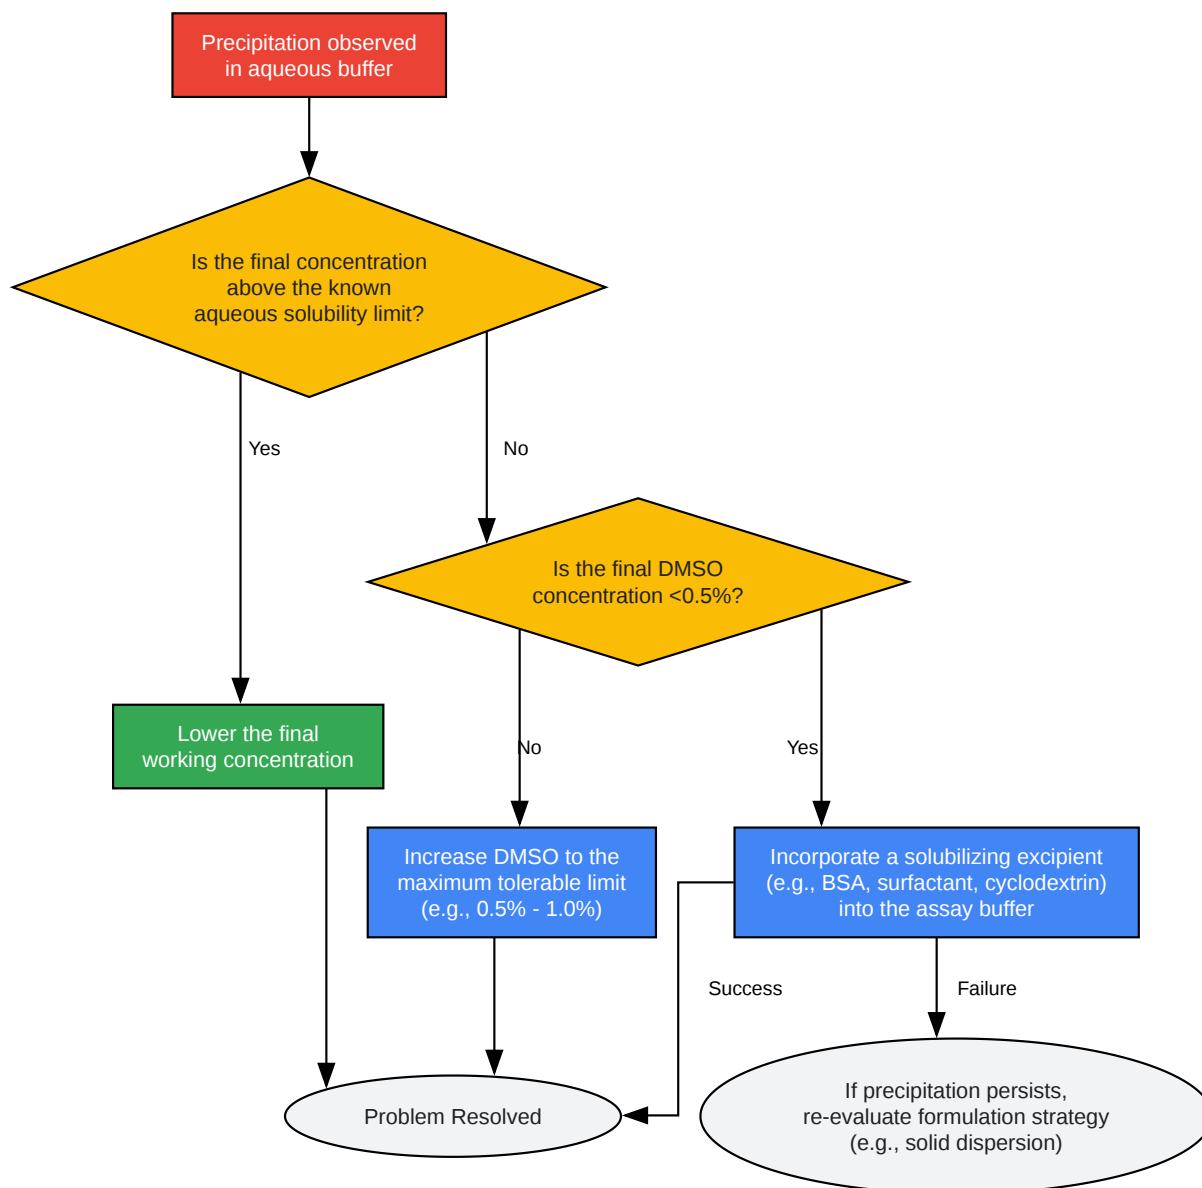 Precipitation observed
in aqueous buffer
Is the final concentration
above the known
aqueous solubility limit?
Yes
No
Is the final DMSO
concentration <0.5%?
Lower the final
working concentration
No
Yes
Increase DMSO to the
maximum tolerable limit
(e.g., 0.5% - 1.0%)
Incorporate a solubilizing excipient
(e.g., BSA, surfactant, cyclodextrin)
into the assay buffer
Success
Failure
Problem Resolved
If precipitation persists,
re-evaluate formulation strategy
(e.g., solid dispersion)